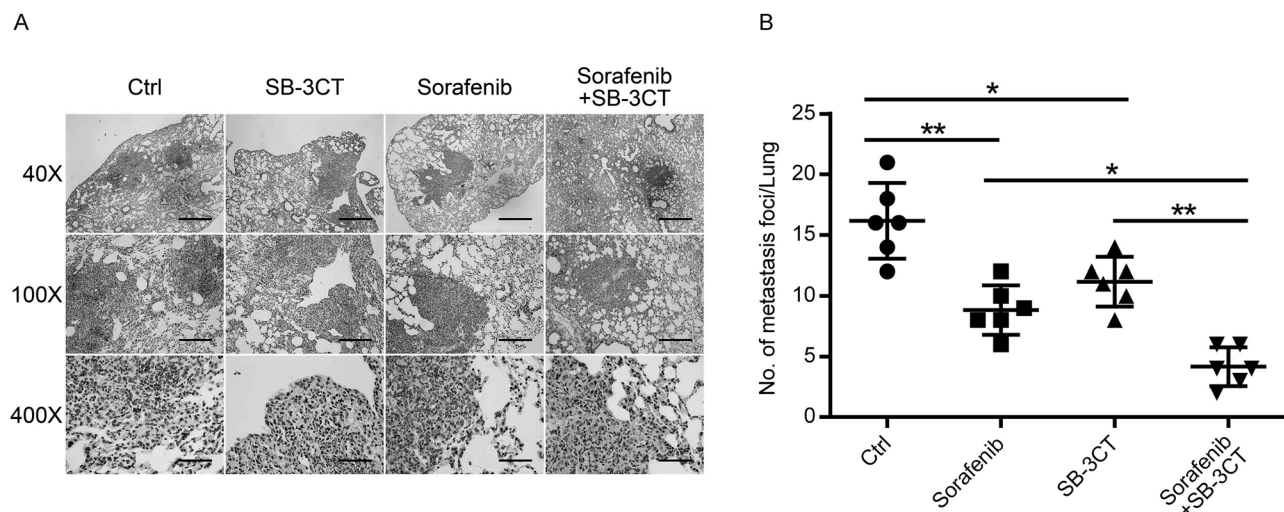 A
Ctrl
SB-3CT
Sorafenib
Sorafenib
+SB-3CT
40X
100X
400X
B
No. of metastasis foci/Lung
25
20
15
10
5
0
*
**
*
**
Ctrl
Sorafenib
SB-3CT
Sorafenib
+SB-3CT